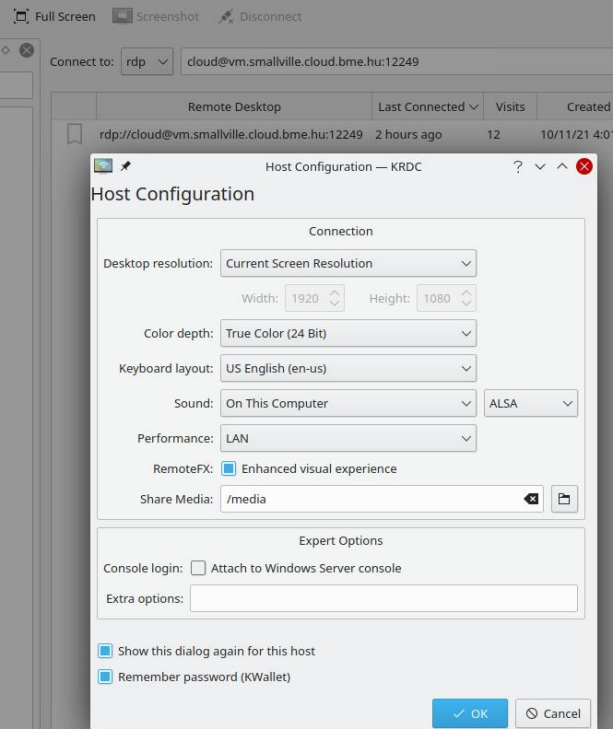 Full Screen Screenshot Disconnect
Connect to: rdp cloud@vm.smallville.cloud.bme.hu:12249
Remote Desktop Last Connected Visits Created
rdp://cloud@vm.smallville.cloud.bme.hu:12249 2 hours ago 12 10/11/21 4:01
Host Configuration — KRDC
Host Configuration
Connection
Desktop resolution: Current Screen Resolution
Width: 1920 Height: 1080
Color depth: True Color (24 Bit)
Keyboard layout: US English (en-us)
Sound: On This Computer ALSA
Performance: LAN
RemoteFX: Enhanced visual experience
Share Media: /media
Expert Options
Console login: Attach to Windows Server console
Extra options:
Show this dialog again for this host
Remember password (KWallet)
OK Cancel